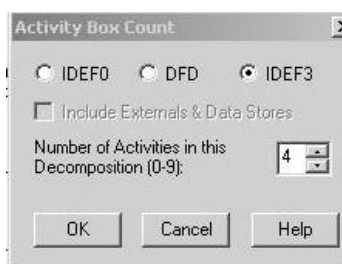 Activity Box Count
IDEF0 DFD IDEF3
Include Externals & Data Stores
Number of Activities in this
Decomposition (0-9):
4
OK Cancel Help